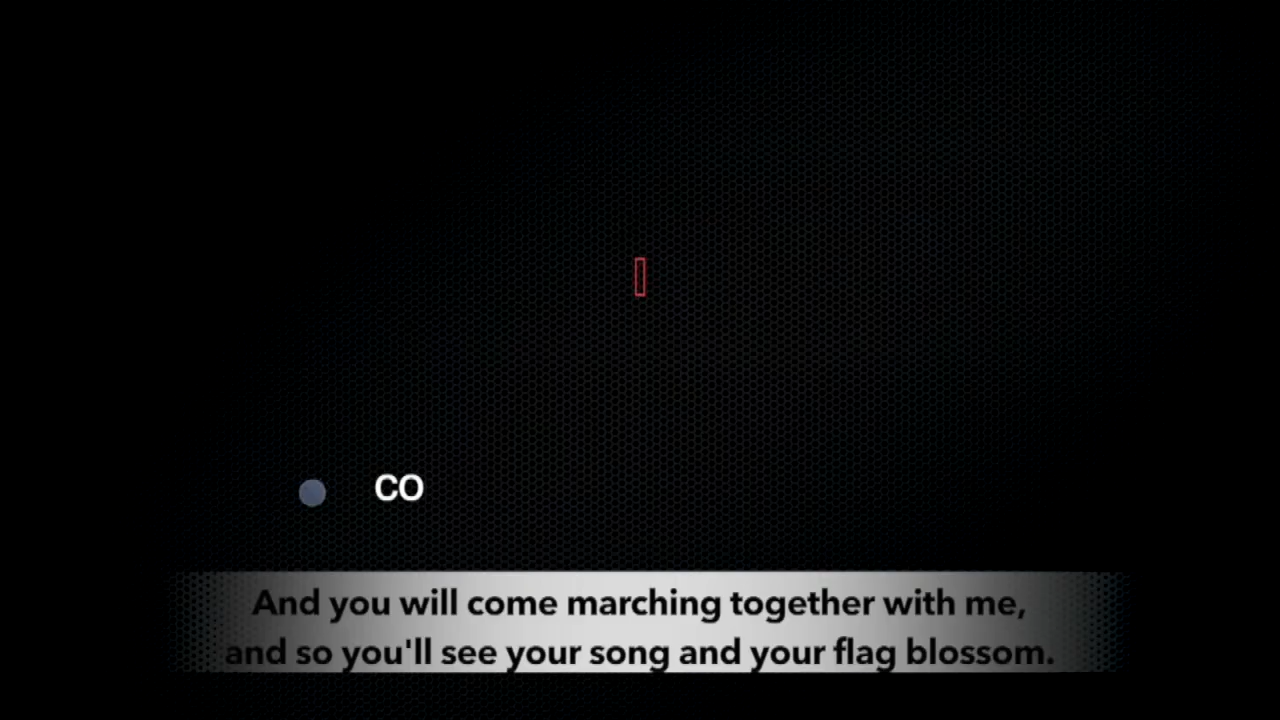 CO
And you will come marching together with me,
and so you'll see your song and your flag blossom.